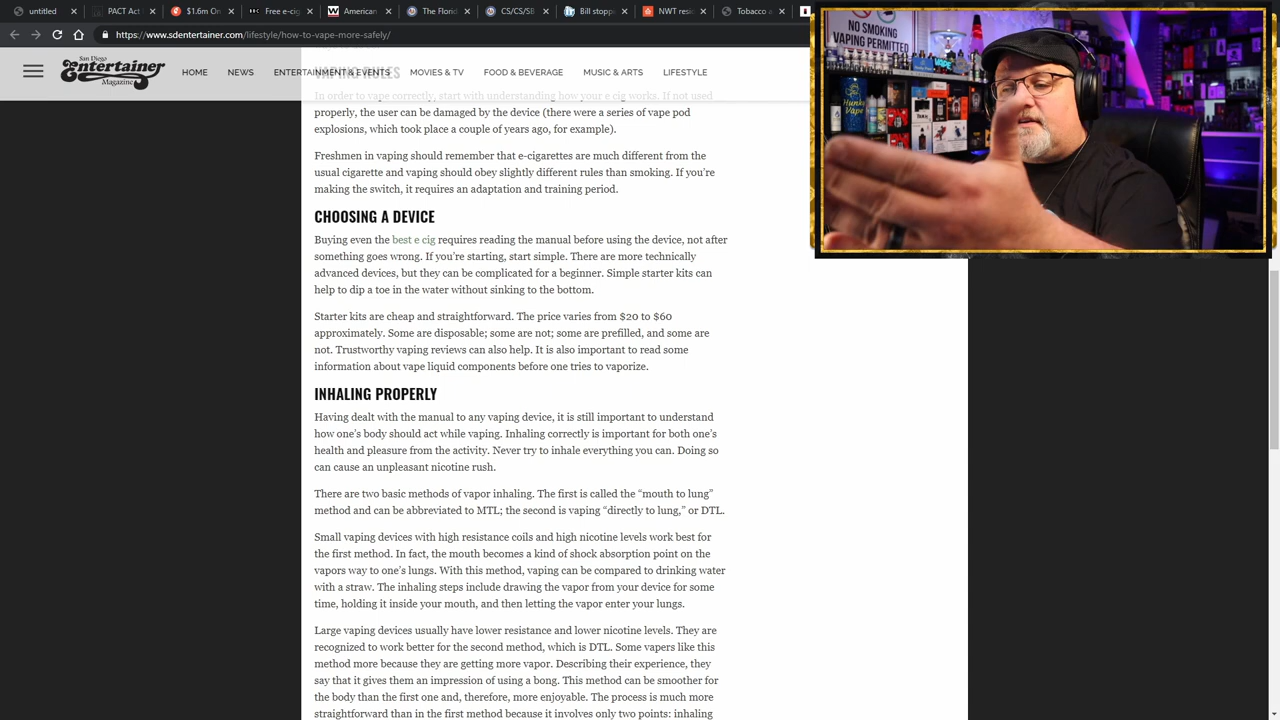 untitled
PACT Act
$1.6m On
Free e-cig
American
The Florid
CDCS/SE
Bill stored
NWT resi
Tobacco a
https://www.sdentertainer.com/lifestyle/how-to-vape-more-safely/
San Diego
Entertainer
Magazine
HOME
NEWS
ENTERTAINMENT & EVENTS
MOVIES & TV
FOOD & BEVERAGE
MUSIC & ARTS
LIFESTYLE
In order to vape correctly, start with understanding how your e cig works. If not used
properly, the user can be damaged by the device (there were a series of vape pod
explosions, which took place a couple of years ago, for example).
Freshmen in vaping should remember that e-cigarettes are much different from the
usual cigarette and vaping should obey slightly different rules than smoking. If you're
making the switch, it requires an adaptation and training period.
CHOOSING A DEVICE
Buying even the best e cig requires reading the manual before using the device, not after
something goes wrong. If you're starting, start simple. There are more technically
advanced devices, but they can be complicated for a beginner. Simple starter kits can
help to dip a toe in the water without sinking to the bottom.
Starter kits are cheap and straightforward. The price varies from $20 to $60
approximately. Some are disposable; some are not; some are prefilled, and some are
not. Trustworthy vaping reviews can also help. It is also important to read some
information about vape liquid components before one tries to vaporize.
INHALING PROPERLY
Having dealt with the manual to any vaping device, it is still important to understand
how one's body should act while vaping. Inhaling correctly is important for both one's
health and pleasure from the activity. Never try to inhale everything you can. Doing so
can cause an unpleasant nicotine rush.
There are two basic methods of vapor inhaling. The first is called the “mouth to lung”
method and can be abbreviated to MTL; the second is vaping “directly to lung,” or DTL.
Small vaping devices with high resistance coils and high nicotine levels work best for
the first method. In fact, the mouth becomes a kind of shock absorption point on the
vapors way to one's lungs. With this method, vaping can be compared to drinking water
with a straw. The inhaling steps include drawing the vapor from your device for some
time, holding it inside your mouth, and then letting the vapor enter your lungs.
Large vaping devices usually have lower resistance and lower nicotine levels. They are
recognized to work better for the second method, which is DTL. Some vapers like this
method more because they are getting more vapor. Describing their experience, they
say that it gives them an impression of using a bong. This method can be smoother for
the body than the first one and, therefore, more enjoyable. The process is much more
straightforward than in the first method because it involves only two points: inhaling
NO SMOKING
VAPING PERMITTED
VAPE
Hunky
Vape